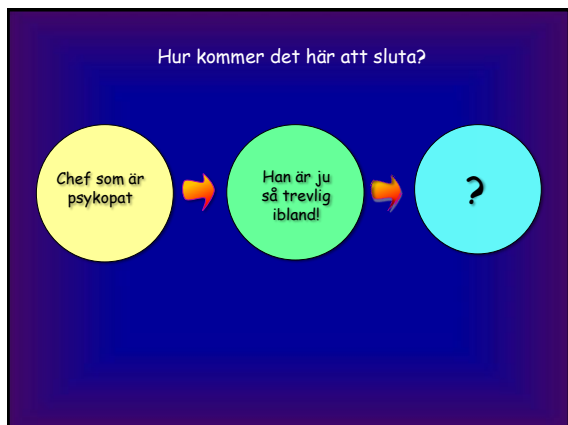 Hur kommer det här att sluta?
Chef som är
psykopat
Han är ju
så trevlig
ibland!
?